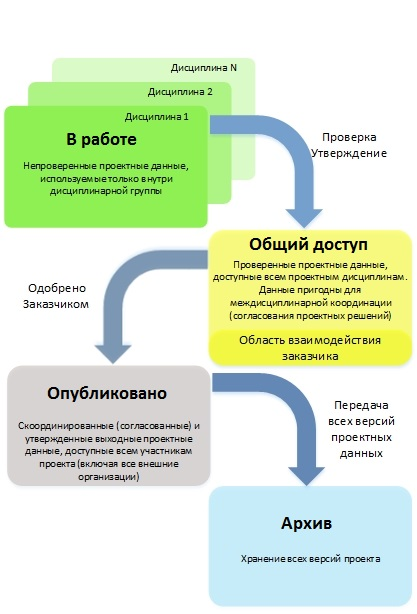 Дисциплина N
Дисциплина 2
Дисциплина 1
В работе
Непроверенные проектные данные,
используемые только внутри
дисциплинарной группы
Проверка
Утверждение
Общий доступ
Проверенные проектные данные,
доступные всем проектным дисциплинам.
Данные пригодны для
междисциплинарной координации
(согласования проектных решений)
Область взаимодействия
заказчика
Одобрено
Заказчиком
Опубликовано
Скоординированные (согласованные) и
утвержденные выходные проектные
данные, доступные всем участникам
проекта (включая все внешние
организации)
Передача
всех версий
проектных
данных
Архив
Хранение всех версий проекта